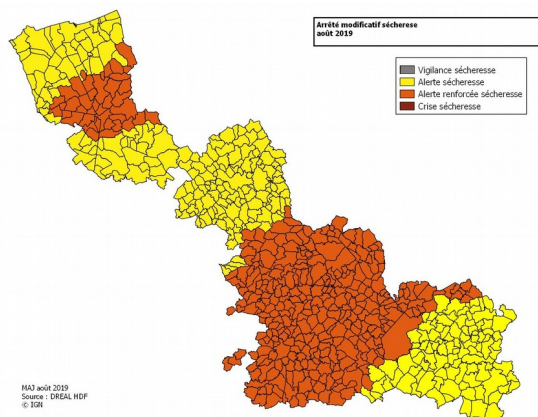 Arrêté modificatif sécherese
août 2019
Vigilance sécheresse
Alerte sécheresse
Alerte renforcée sécheresse
Crise sécheresse
MAJ août 2019
Source : DREAL HDF
© IGN